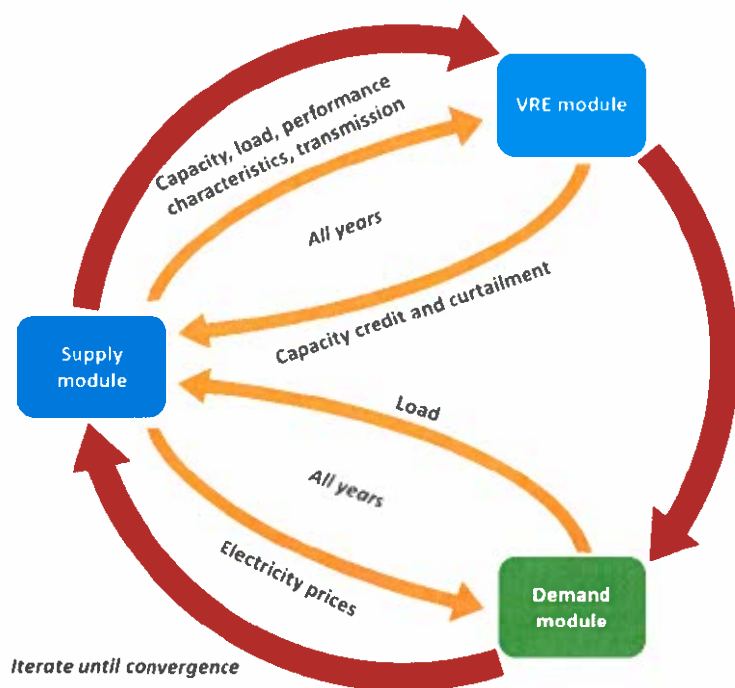 VRE module
Capacity, load, performance
characteristics, transmission
All years
Capacity credit and curtailment
Supply
module
Load
All years
Electricity prices
Demand
module
Iterate until convergence